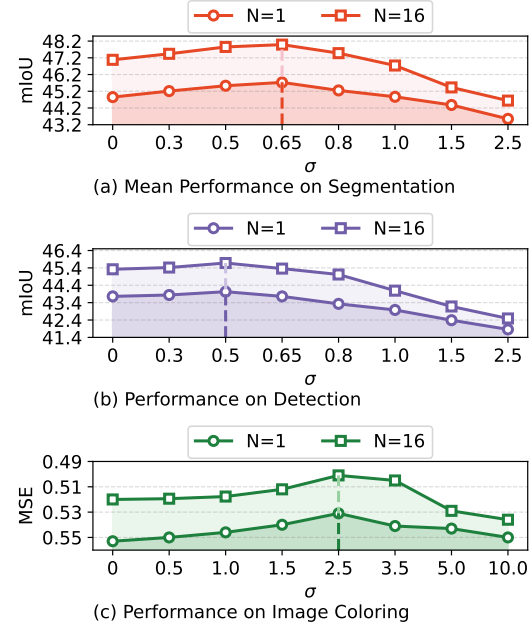 N=1 N=16
48.2
47.2
46.2
45.2
44.2
43.2
mIoU
0 0.3 0.5 0.65 0.8 1.0 1.5 2.5
σ
(a) Mean Performance on Segmentation
N=1 N=16
46.4
45.4
44.4
43.4
42.4
41.4
mIoU
0 0.3 0.5 0.65 0.8 1.0 1.5 2.5
σ
(b) Performance on Detection
N=1 N=16
0.49
0.51
0.53
0.55
MSE
0 0.5 1.0 1.5 2.5 3.5 5.0 10.0
σ
(c) Performance on Image Coloring